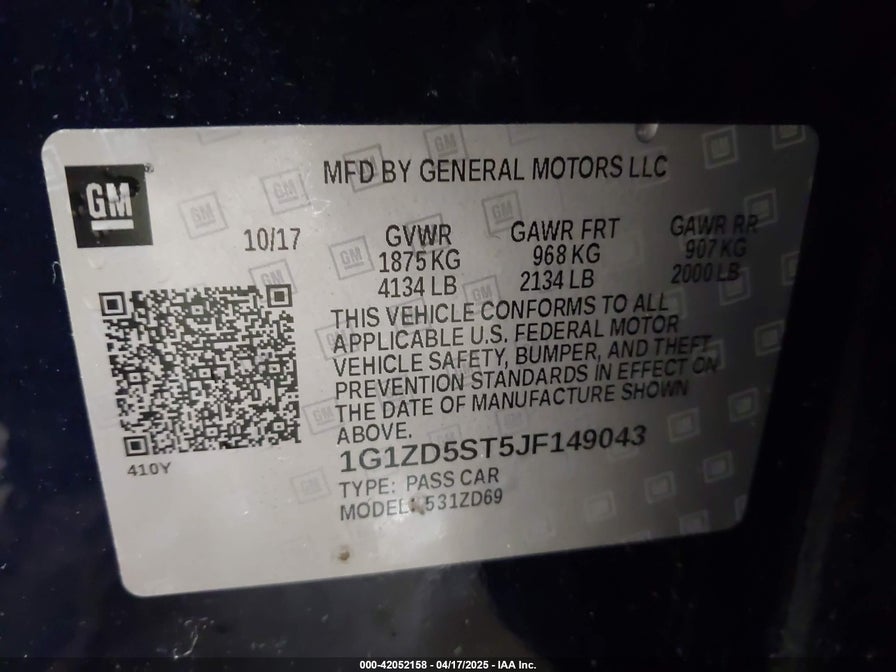 GM
MFD BY GENERAL MOTORS LLC
10/17
GVWR GAWR FRT GAWR RR
1875 KG 968 KG 907 KG
4134 LB 2134 LB 2000 LB
THIS VEHICLE CONFORMS TO ALL
APPLICABLE U.S. FEDERAL MOTOR
VEHICLE SAFETY, BUMPER, AND THEFT
PREVENTION STANDARDS IN EFFECT ON
THE DATE OF MANUFACTURE SHOWN
ABOVE.
410Y
1G1ZD5ST5JF149043
TYPE: PASS CAR
MODEL: 531ZD69
000-42052158 - 04/17/2025 - IAA Inc.